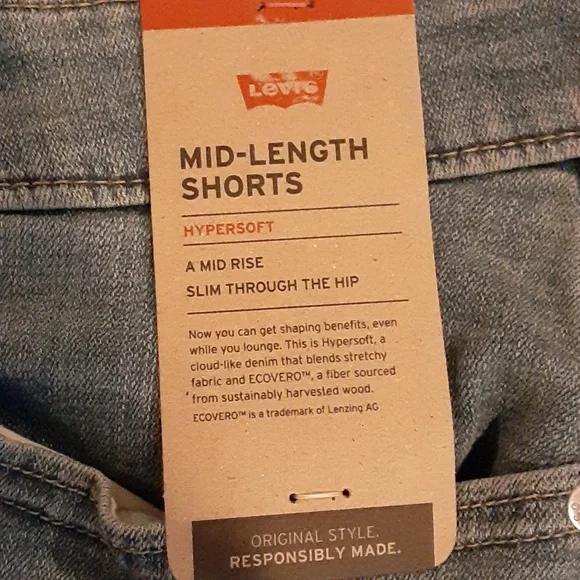 Levi's
MID-LENGTH
SHORTS
HYPERSOFT
A MID RISE
SLIM THROUGH THE HIP
Now you can get shaping benefits, even
while you lounge. This is Hypersoft, a
cloud-like denim that blends stretchy
fabric and ECOVERO™, a fiber sourced
from sustainably harvested wood.
ECOVERO™ is a trademark of Lenzing AG
ORIGINAL STYLE.
RESPONSIBLY MADE.